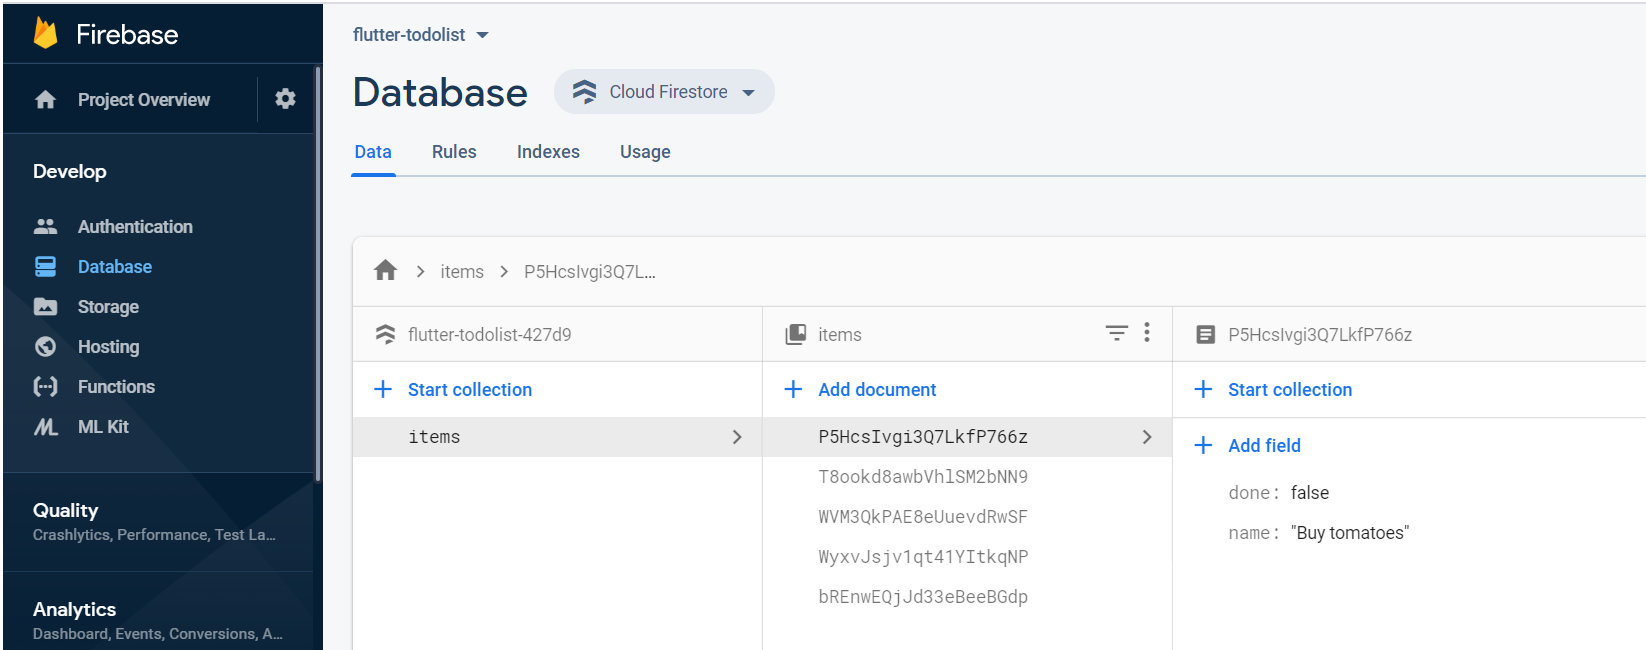 Firebase
Project Overview
Develop
Authentication
Database
Storage
Hosting
Functions
ML Kit
Quality
Crashlytics, Performance, Test La...
Analytics
Dashboard, Events, Conversions, A...
flutter-todolist
Database
Cloud Firestore
Data Rules Indexes Usage
items P5HcsIvgi3Q7L...
flutter-todolist-427d9
Start collection
items
items
Add document
P5HcsIvgi3Q7LkfP766z
T8ookd8awbVhlSM2bNN9
WVM3QkPAE8eUuevdRwSF
WyxvJsjv1qt41YItkqNP
bREnwEQjJd33eBeeBGdp
P5HcsIvgi3Q7LkfP766z
Start collection
Add field
done: false
name: "Buy tomatoes"